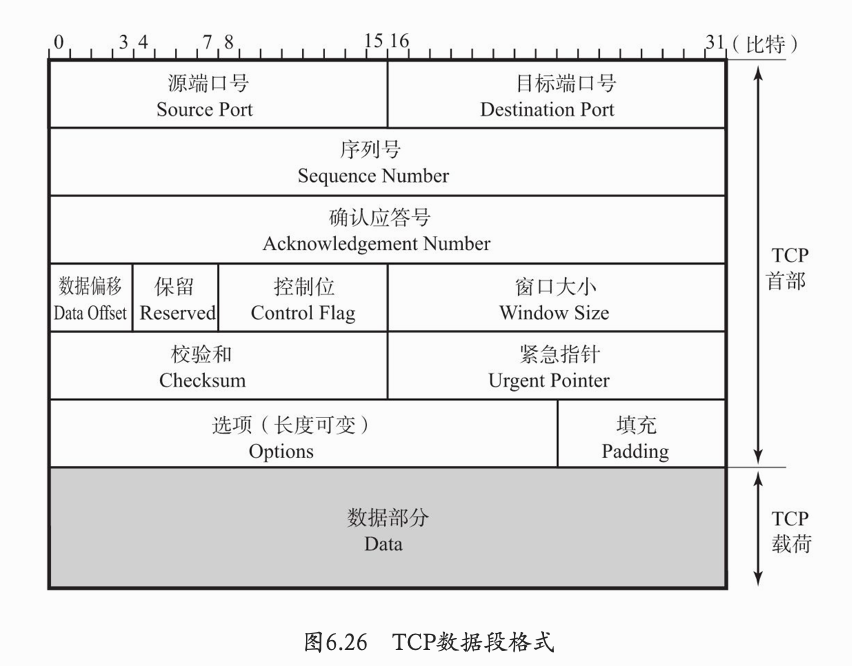 0 3 4 7 8 15 16 31 (比特)
源端口号
Source Port
目标端口号
Destination Port
序列号
Sequence Number
确认应答号
Acknowledgement Number
TCP
首部
数据偏移
Data Offset
保留
Reserved
控制位
Control Flag
窗口大小
Window Size
校验和
Checksum
紧急指针
Urgent Pointer
选项(长度可变)
Options
填充
Padding
数据部分
Data
TCP
载荷
图6.26 TCP数据段格式